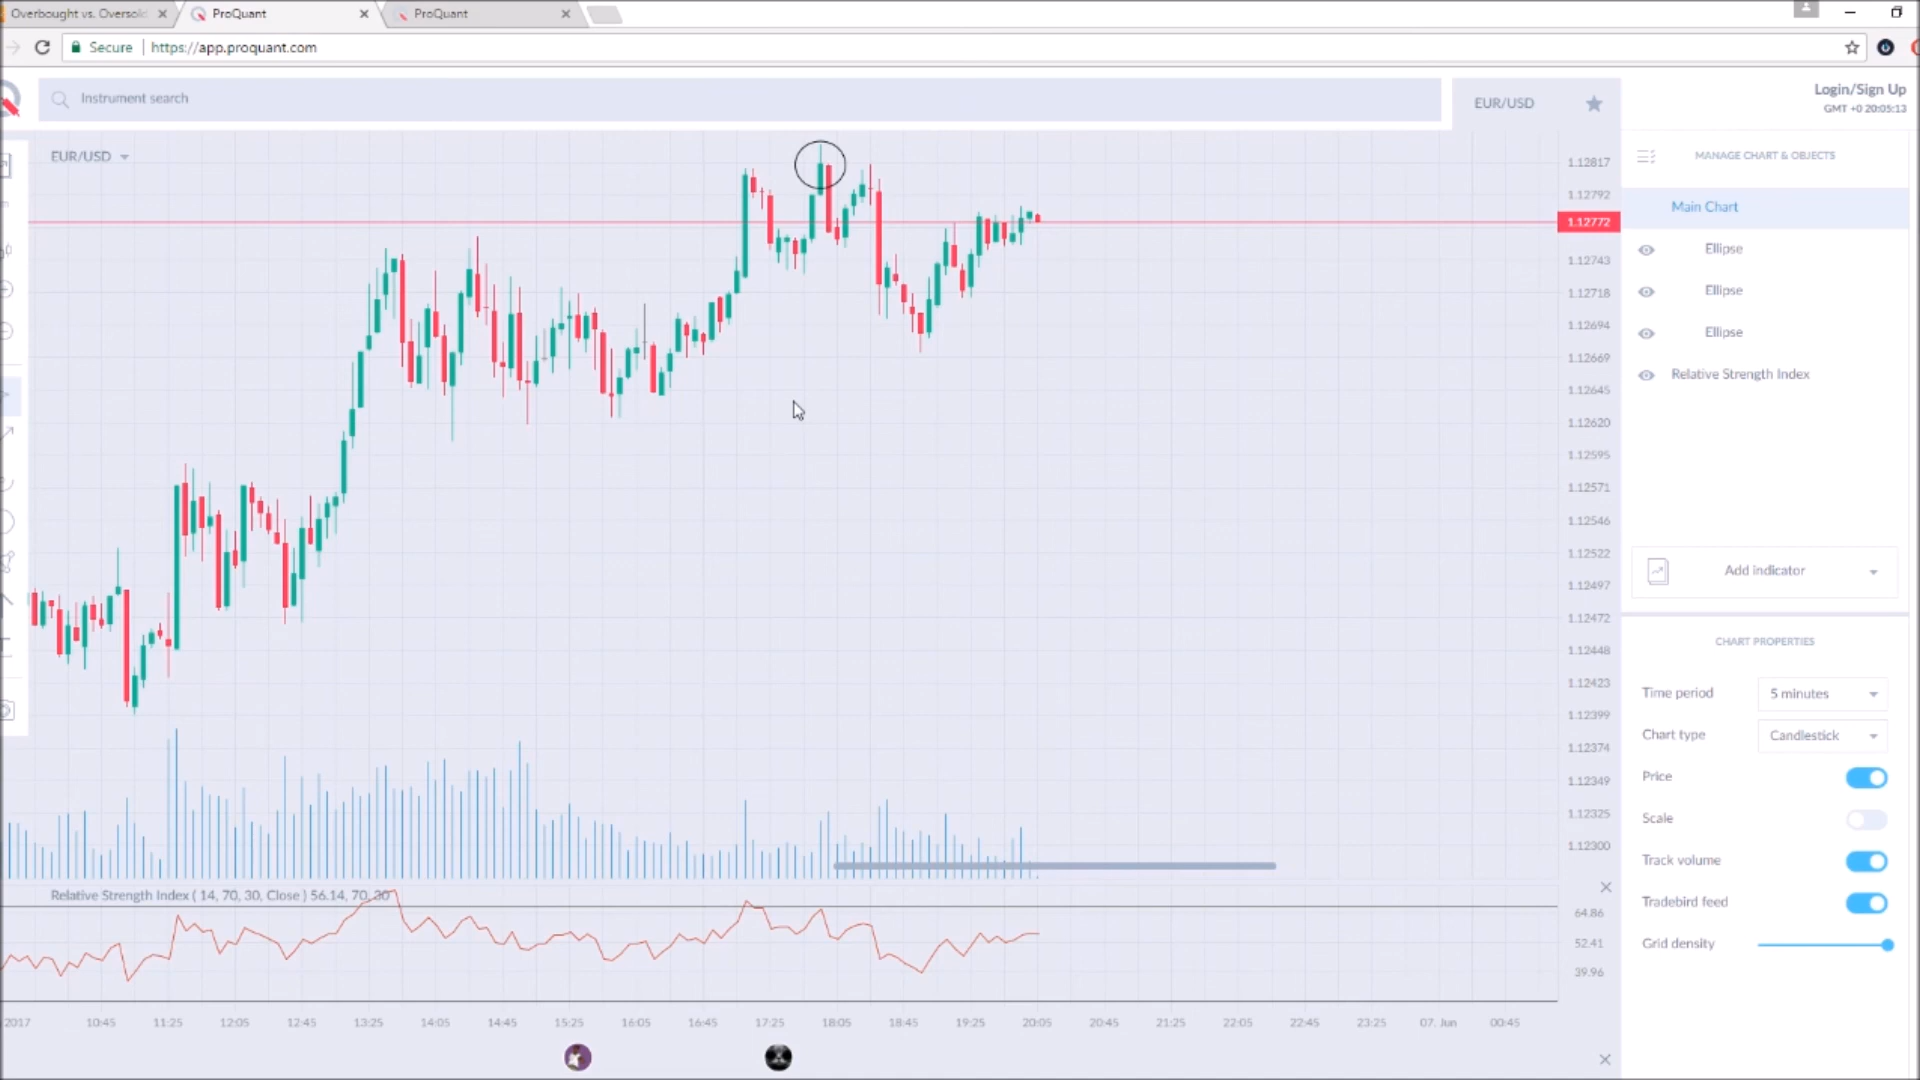 Overbought vs. Oversol
ProQuant
ProQuant
Secure
https://app.proquant.com
Instrument search
EUR/USD
Login/Sign Up
GMT +0 20:05:13
EUR/USD
MANAGE CHART & OBJECTS
Main Chart
Ellipse
Ellipse
Ellipse
Relative Strength Index
Add indicator
CHART PROPERTIES
Time period
5 minutes
Chart type
Candlestick
Price
Scale
Track volume
Tradebird feed
Grid density
1.12817
1.12792
1.12772
1.12743
1.12718
1.12694
1.12669
1.12645
1.12620
1.12595
1.12571
1.12546
1.12522
1.12497
1.12472
1.12448
1.12423
1.12399
1.12374
1.12349
1.12325
1.12300
Relative Strength Index ( 14, 70, 30, Close ) 56.14, 70, 30
64.86
52.41
39.96
2017 10:45 11:25 12:05 12:45 13:25 14:05 14:45 15:25 16:05 16:45 17:25 18:05 18:45 19:25 20:05 20:45 21:25 22:05 22:45 23:25 07. Jun 00:45